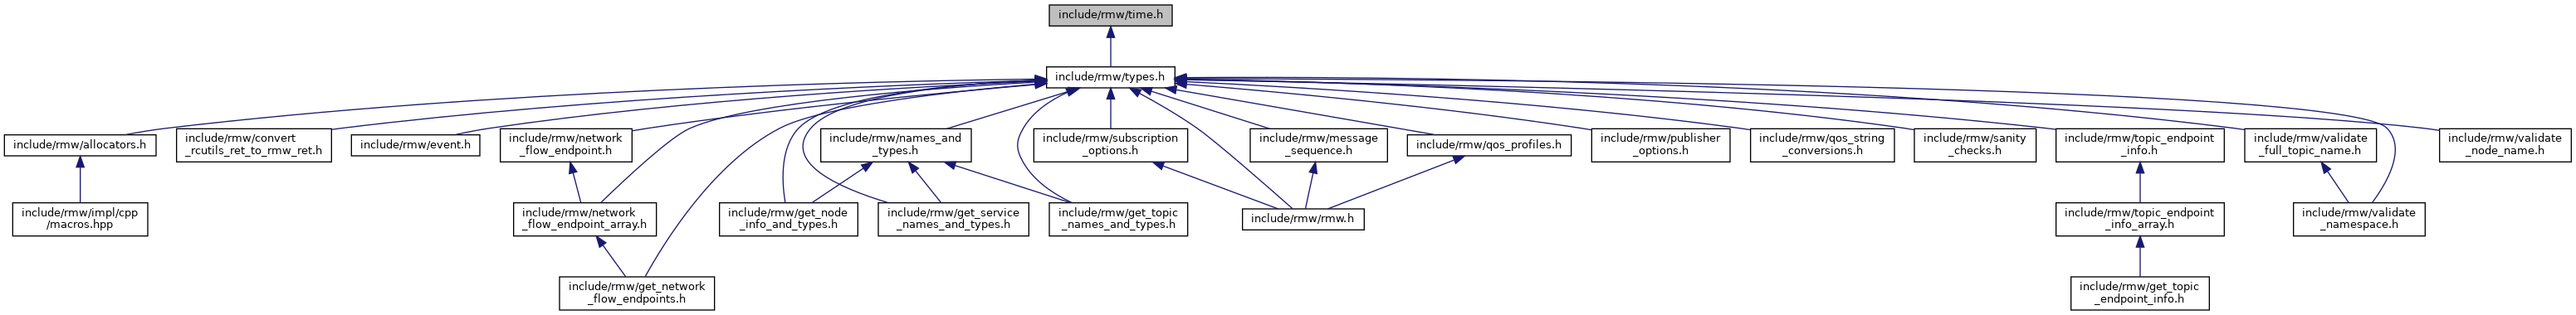 include/rmw/time.h
include/rmw/types.h
include/rmw/allocators.h
include/rmw/convert
_rcutils_ret_to_rmw_ret.h
include/rmw/event.h
include/rmw/network
_flow_endpoint.h
include/rmw/names_and
_types.h
include/rmw/subscription
_options.h
include/rmw/message
_sequence.h
include/rmw/qos_profiles.h
include/rmw/publisher
_options.h
include/rmw/qos_string
_conversions.h
include/rmw/sanity
_checks.h
include/rmw/topic_endpoint
_info.h
include/rmw/validate
_full_topic_name.h
include/rmw/validate
_node_name.h
include/rmw/impl/cpp
/macros.hpp
include/rmw/network
_flow_endpoint_array.h
include/rmw/get_node
_info_and_types.h
include/rmw/get_service
_names_and_types.h
include/rmw/get_topic
_names_and_types.h
include/rmw/rmw.h
include/rmw/topic_endpoint
_info_array.h
include/rmw/validate
_namespace.h
include/rmw/get_network
_flow_endpoints.h
include/rmw/get_topic
_endpoint_info.h